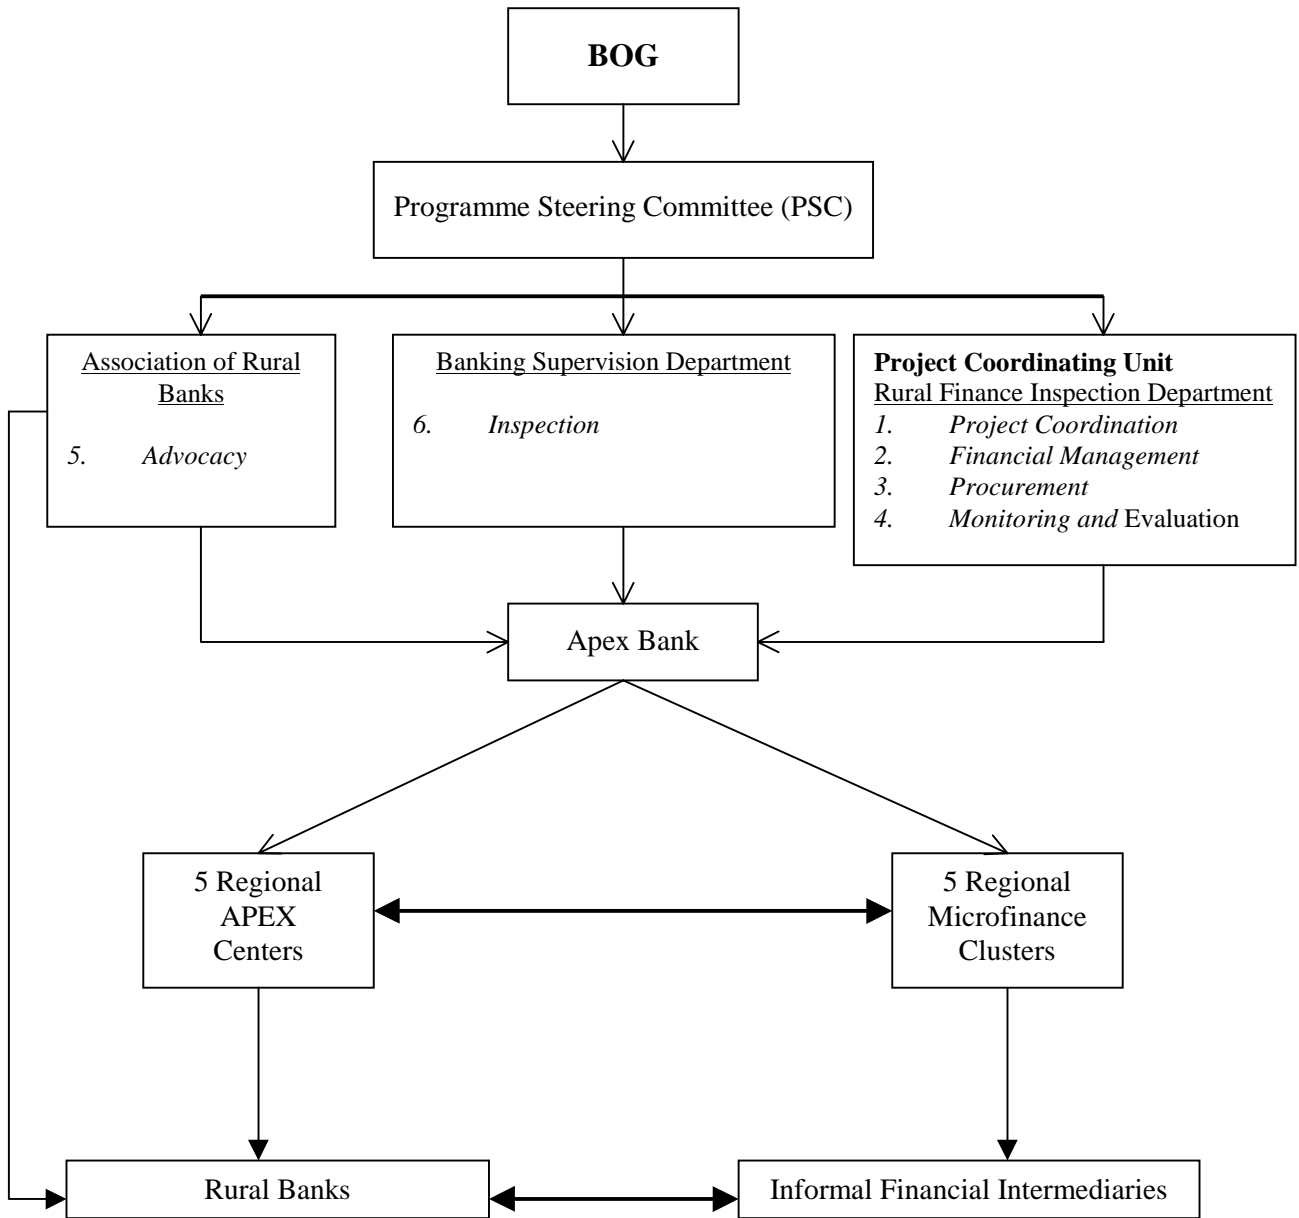 BOG
Programme Steering Committee (PSC)
Association of Rural
Banks
5. Advocacy
Banking Supervision Department
6. Inspection
Project Coordinating Unit
Rural Finance Inspection Department
1. Project Coordination
2. Financial Management
3. Procurement
4. Monitoring and Evaluation
Apex Bank
5 Regional
APEX
Centers
5 Regional
Microfinance
Clusters
Rural Banks
Informal Financial Intermediaries